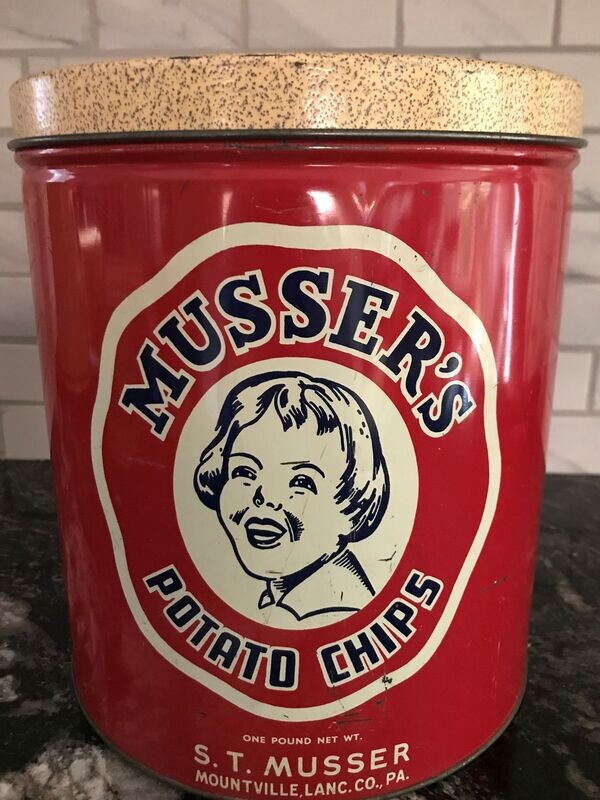 MUSSER'S
POTATO CHIPS
ONE POUND NET WT.
S. T. MUSSER
MOUNTVILLE, LANC. CO., PA.